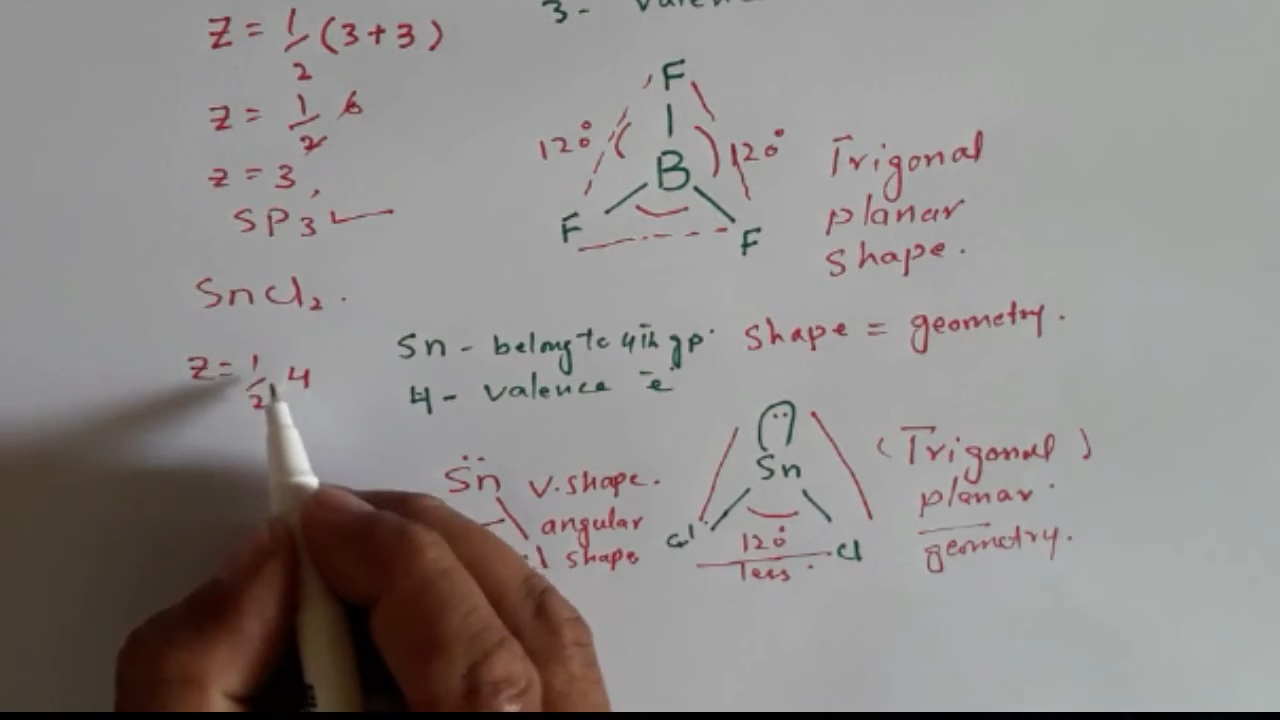 Z = 1/2 (3+3)
3 -
Z = 1/2 6
z = 3,
SP3
F
B
F
F
120°
120°
Trigonal
planar
shape.
SnCl2.
Z = 1/2 4
Sn - belong to 4th gp.
4 - valence e-
shape = geometry.
Sn
v. shape.
angular
shape
Sn
Cl
Cl
120°
less.
(Trigonal)
planar
geometry.